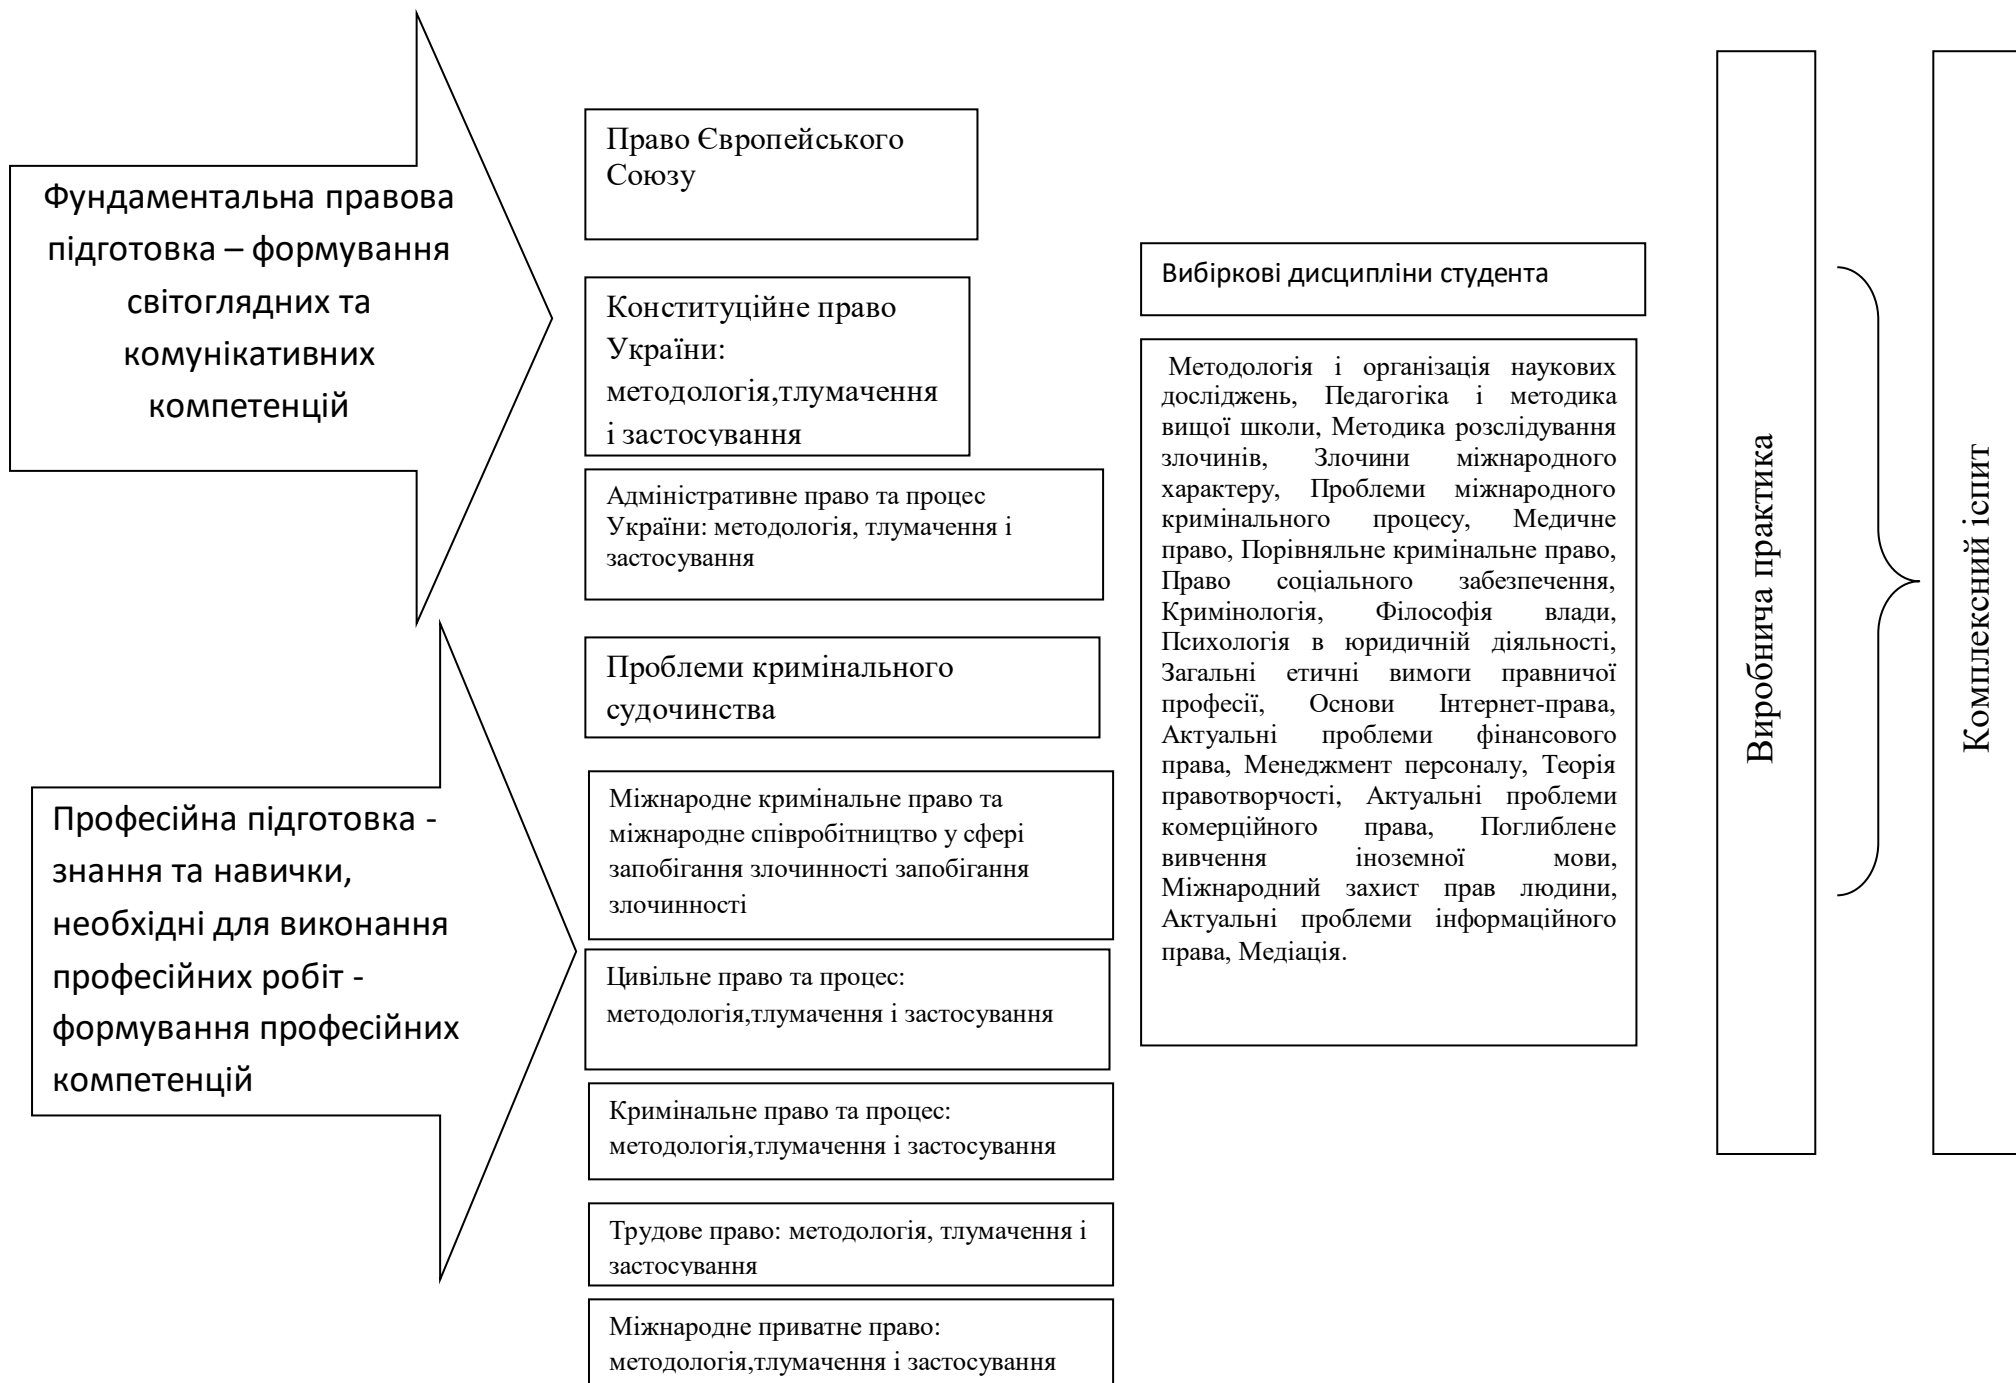 Фундаментальна правова
підготовка – формування
світоглядних та
комунікативних
компетенцій
Професійна підготовка -
знання та навички,
необхідні для виконання
професійних робіт -
формування професійних
компетенцій
Право Європейського
Союзу
Конституційне право
України:
методологія,тлумачення
і застосування
Адміністративне право та процес
України: методологія, тлумачення і
застосування
Проблеми кримінального
судочинства
Міжнародне кримінальне право та
міжнародне співробітництво у сфері
запобігання злочинності запобігання
злочинності
Цивільне право та процес:
методологія,тлумачення і застосування
Кримінальне право та процес:
методологія,тлумачення і застосування
Трудове право: методологія, тлумачення і
застосування
Міжнародне приватне право:
методологія,тлумачення і застосування
Вибіркові дисципліни студента
Методологія і організація наукових
досліджень, Педагогіка і методика
вищої школи, Методика розслідування
злочинів, Злочини міжнародного
характеру, Проблеми міжнародного
кримінального процесу, Медичне
право, Порівняльне кримінальне право,
Право соціального забезпечення,
Кримінологія, Філософія влади,
Психологія в юридичній діяльності,
Загальні етичні вимоги правничої
професії, Основи Інтернет-права,
Актуальні проблеми фінансового
права, Менеджмент персоналу, Теорія
правотворчості, Актуальні проблеми
комерційного права, Поглиблене
вивчення іноземної мови,
Міжнародний захист прав людини,
Актуальні проблеми інформаційного
права, Медіація.
Виробнича практика
Комплексний іспит